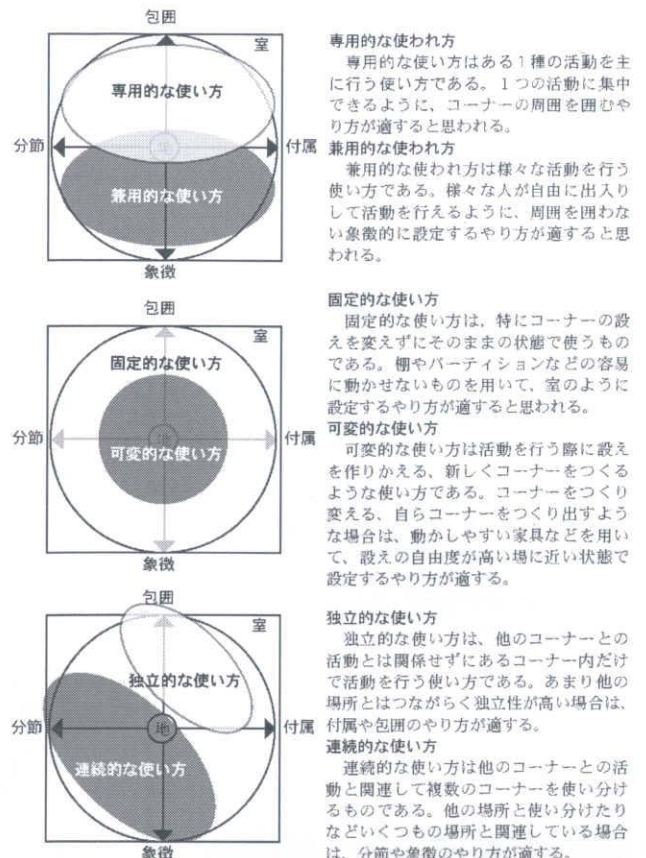 包囲
室
専用的な使い方
分節
地
付属
兼用的な使い方
象徴
専用的な使われ方
専用的な使い方はある1種の活動を主
に行う使い方である。1つの活動に集中
できるように、コーナーの周囲を囲むや
り方が適すると思われる。
兼用的な使われ方
兼用的な使われ方は様々な活動を行う
使い方である。様々な人が自由に出入り
して活動を行えるように、周囲を囲わな
い象徴的に設定するやり方が適すると思
われる。
包囲
室
固定的な使い方
分節
地
付属
可変的な使い方
象徴
固定的な使い方
固定的な使い方は、特にコーナーの設
えを変えずにそのままの状態で使うもの
である。棚やパーティションなどの容易
に動かせないものを用いて、室のように
設定するやり方が適すると思われる。
可変的な使い方
可変的な使い方は活動を行う際に設え
を作りかえる、新しくコーナーをつくる
ような使い方である。コーナーをつくり
変える、自らコーナーをつくり出すよう
な場合は、動かしやすい家具などを用い
て、設えの自由度が高い場に近い状態で
設定するやり方が適する。
包囲
室
独立的な使い方
分節
地
付属
連続的な使い方
象徴
独立的な使い方
独立的な使い方は、他のコーナーとの
活動とは関係せずにあるコーナー内だけ
で活動を行う使い方である。あまり他の
場所とはつながらく独立性が高い場合は、
付属や包囲のやり方が適する。
連続的な使い方
連続的な使い方は他のコーナーとの活
動と関連して複数のコーナーを使い分け
るものである。他の場所と使い分けたり
などいくつもの場所と関連している場合
は、分節や象徴のやり方が適する。